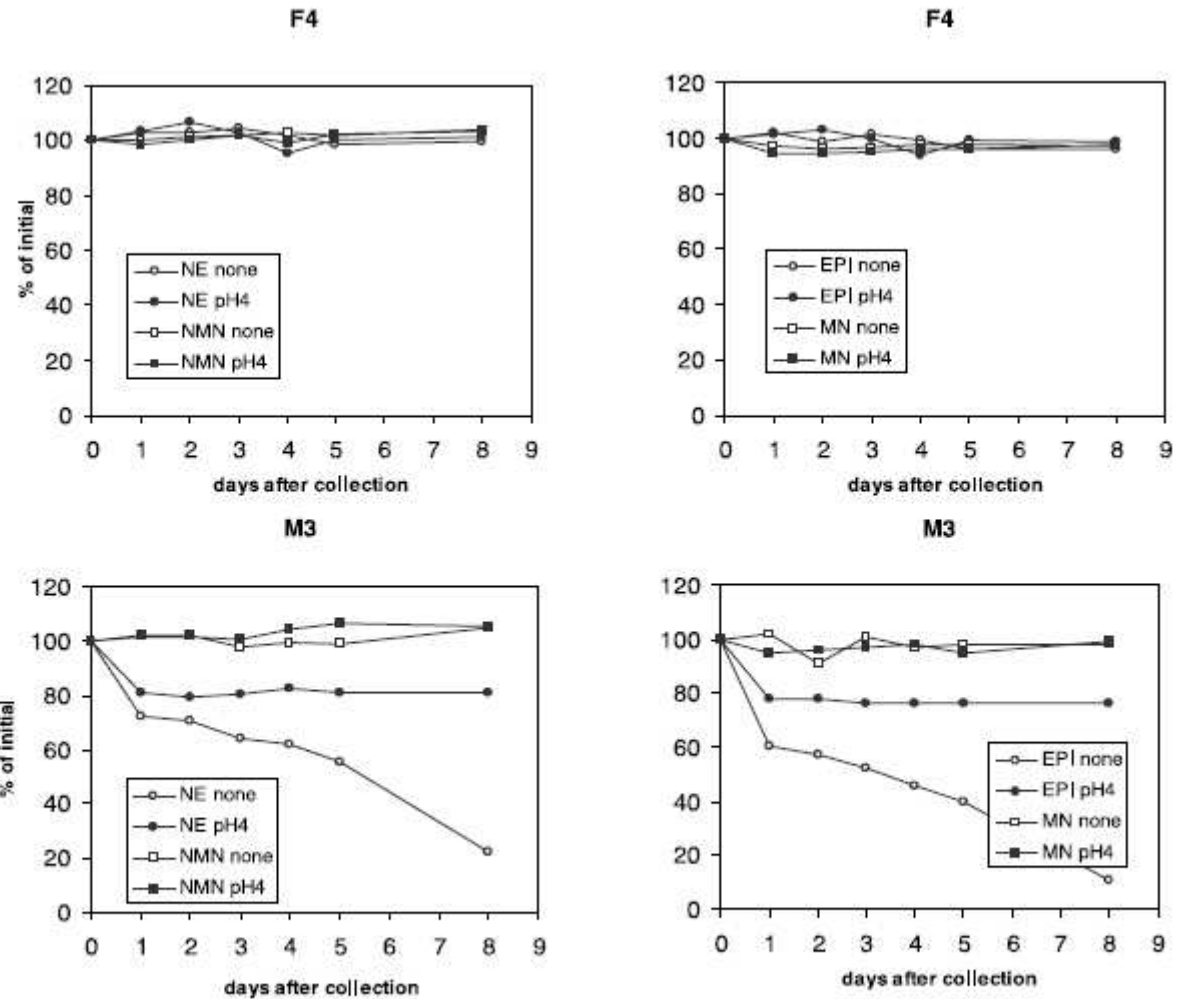 F4
120
100
80
60
40
20
0
% of initial
NE none
NE pH4
NMN none
NMN pH4
0 1 2 3 4 5 6 7 8 9
days after collection
F4
120
100
80
60
40
20
0
EPI none
EPI pH4
MN none
MN pH4
0 1 2 3 4 5 6 7 8 9
days after collection
M3
120
100
80
60
40
20
0
% of initial
NE none
NE pH4
NMN none
NMN pH4
0 1 2 3 4 5 6 7 8 9
days after collection
M3
120
100
80
60
40
20
0
EPI none
EPI pH4
MN none
MN pH4
0 1 2 3 4 5 6 7 8 9
days after collection